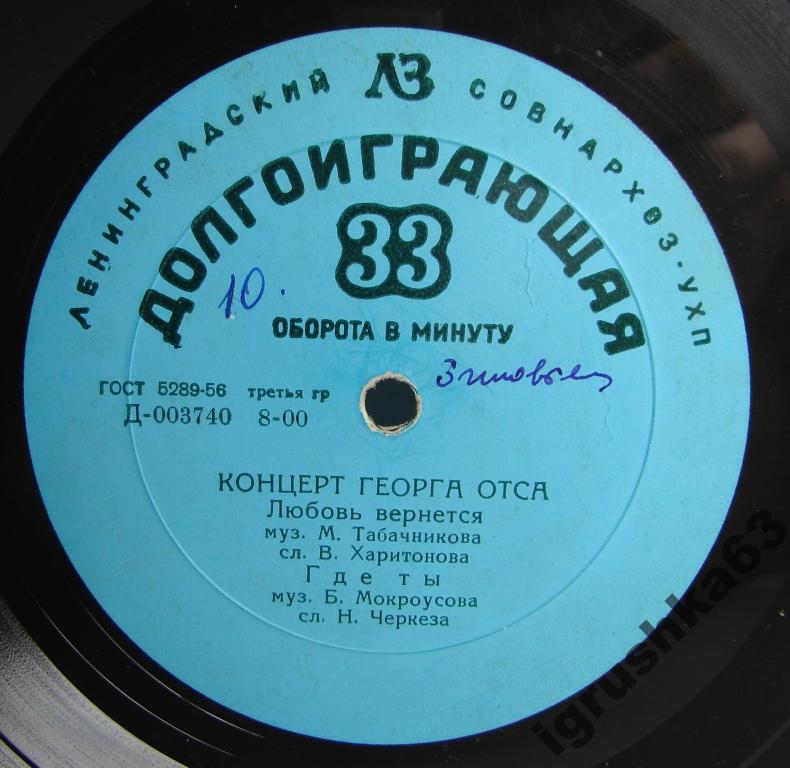 ЛЕНИНГРАДСКИЙ ЛЗ СОВНАРХОЗ-УХП
ДОЛГОИГРАЮЩАЯ
33
10.
ОБОРОТА В МИНУТУ
ГОСТ 5289-56 третья гр
Д-003740 8-00
КОНЦЕРТ ГЕОРГА ОТСА
Любовь вернется
муз. М. Табачникова
сл. В. Харитонова
Где ты
муз. Б. Мокроусова
сл. Н. Черкеза
igrushka63